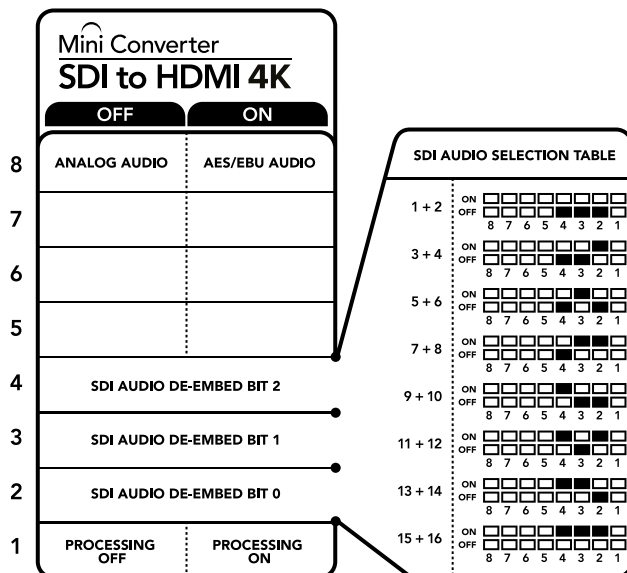 Mini Converter
SDI to HDMI 4K
OFF ON
8 ANALOG AUDIO AES/EBU AUDIO
7
6
5
4 SDI AUDIO DE-EMBED BIT 2
3 SDI AUDIO DE-EMBED BIT 1
2 SDI AUDIO DE-EMBED BIT 0
1 PROCESSING OFF PROCESSING ON
SDI AUDIO SELECTION TABLE
1 + 2 ON
OFF
8 7 6 5 4 3 2 1
3 + 4 ON
OFF
8 7 6 5 4 3 2 1
5 + 6 ON
OFF
8 7 6 5 4 3 2 1
7 + 8 ON
OFF
8 7 6 5 4 3 2 1
9 + 10 ON
OFF
8 7 6 5 4 3 2 1
11 + 12 ON
OFF
8 7 6 5 4 3 2 1
13 + 14 ON
OFF
8 7 6 5 4 3 2 1
15 + 16 ON
OFF
8 7 6 5 4 3 2 1